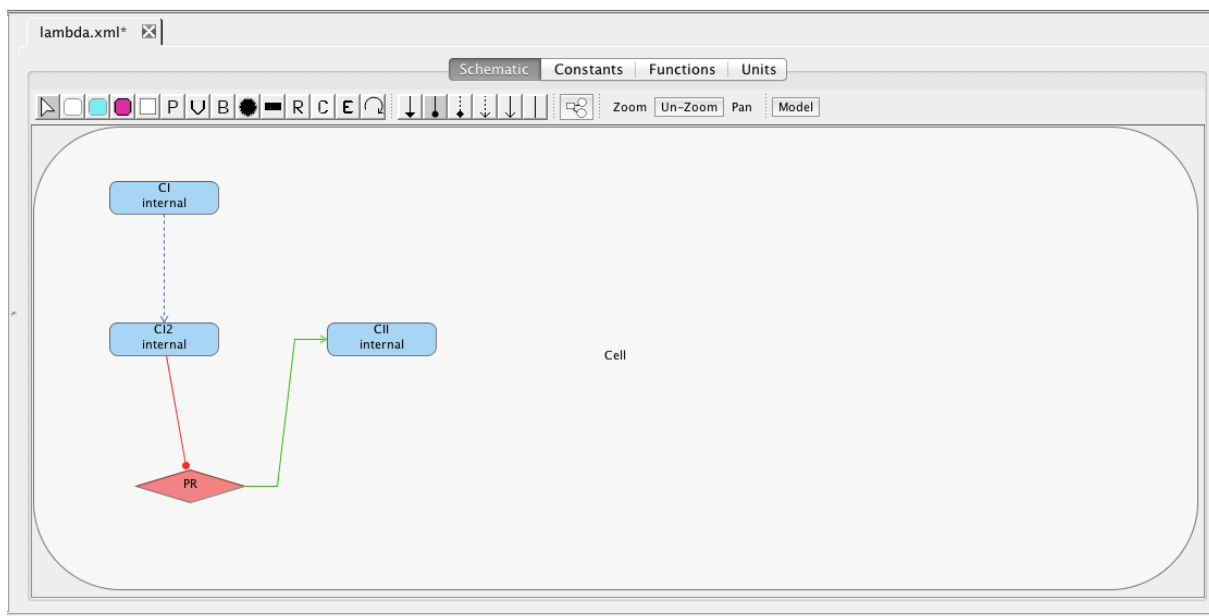 lambda.xml*
Schematic Constants Functions Units
P V B R C E Zoom Un-Zoom Pan Model
CI
internal
CI2
internal
CII
internal
Cell
PR